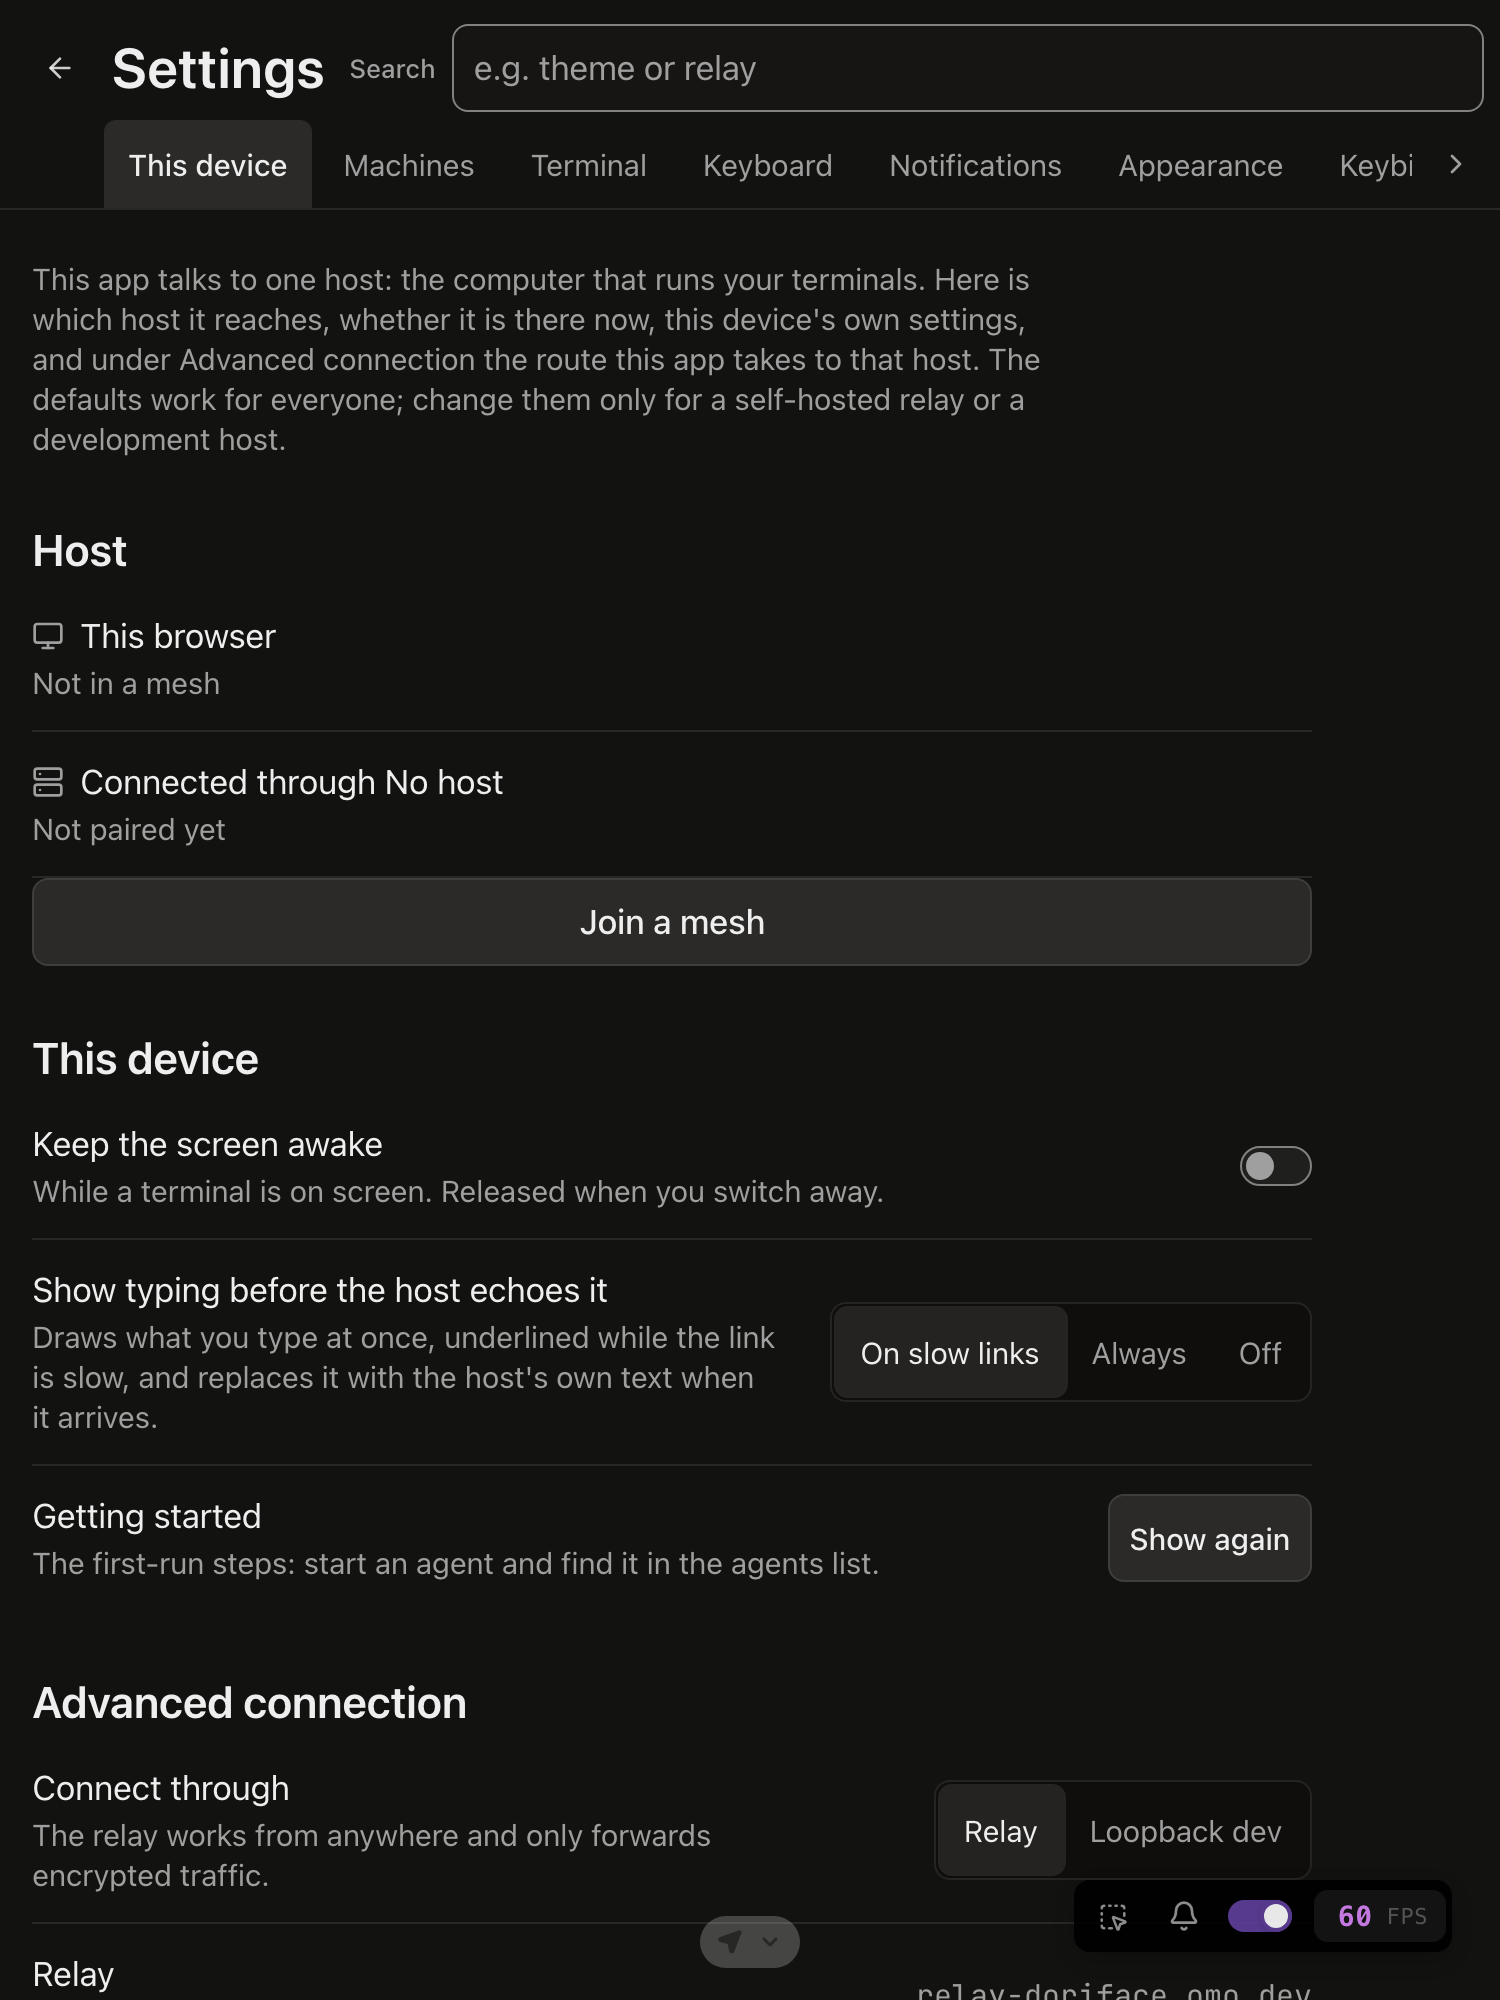 Settings
Search
e.g. theme or relay
This device
Machines
Terminal
Keyboard
Notifications
Appearance
Keybi
This app talks to one host: the computer that runs your terminals. Here is
which host it reaches, whether it is there now, this device's own settings,
and under Advanced connection the route this app takes to that host. The
defaults work for everyone; change them only for a self-hosted relay or a
development host.
Host
This browser
Not in a mesh
Connected through No host
Not paired yet
Join a mesh
This device
Keep the screen awake
While a terminal is on screen. Released when you switch away.
Show typing before the host echoes it
Draws what you type at once, underlined while the link
is slow, and replaces it with the host's own text when
it arrives.
On slow links
Always
Off
Getting started
The first-run steps: start an agent and find it in the agents list.
Show again
Advanced connection
Connect through
The relay works from anywhere and only forwards
encrypted traffic.
Relay
Loopback dev
60 FPS
Relay